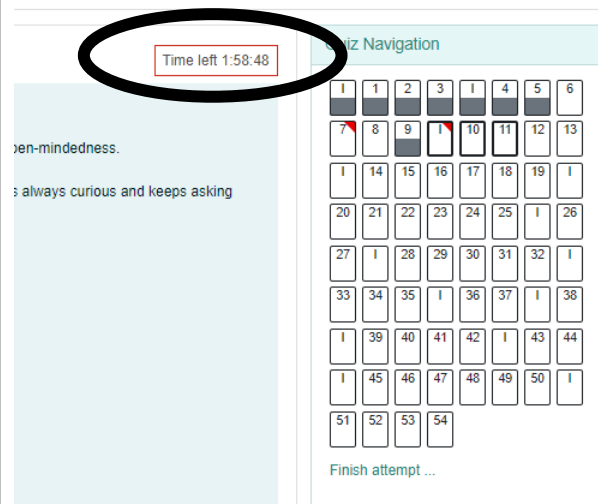 Time left 1:58:48
Quiz Navigation
pen-mindedness.
s always curious and keeps asking
I 1 2 3 I 4 5 6
7 8 9 I 10 11 12 13
I 14 15 16 17 18 19 I
20 21 22 23 24 25 I 26
27 I 28 29 30 31 32 I
33 34 35 I 36 37 I 38
I 39 40 41 42 I 43 44
I 45 46 47 48 49 50 I
51 52 53 54
Finish attempt ...